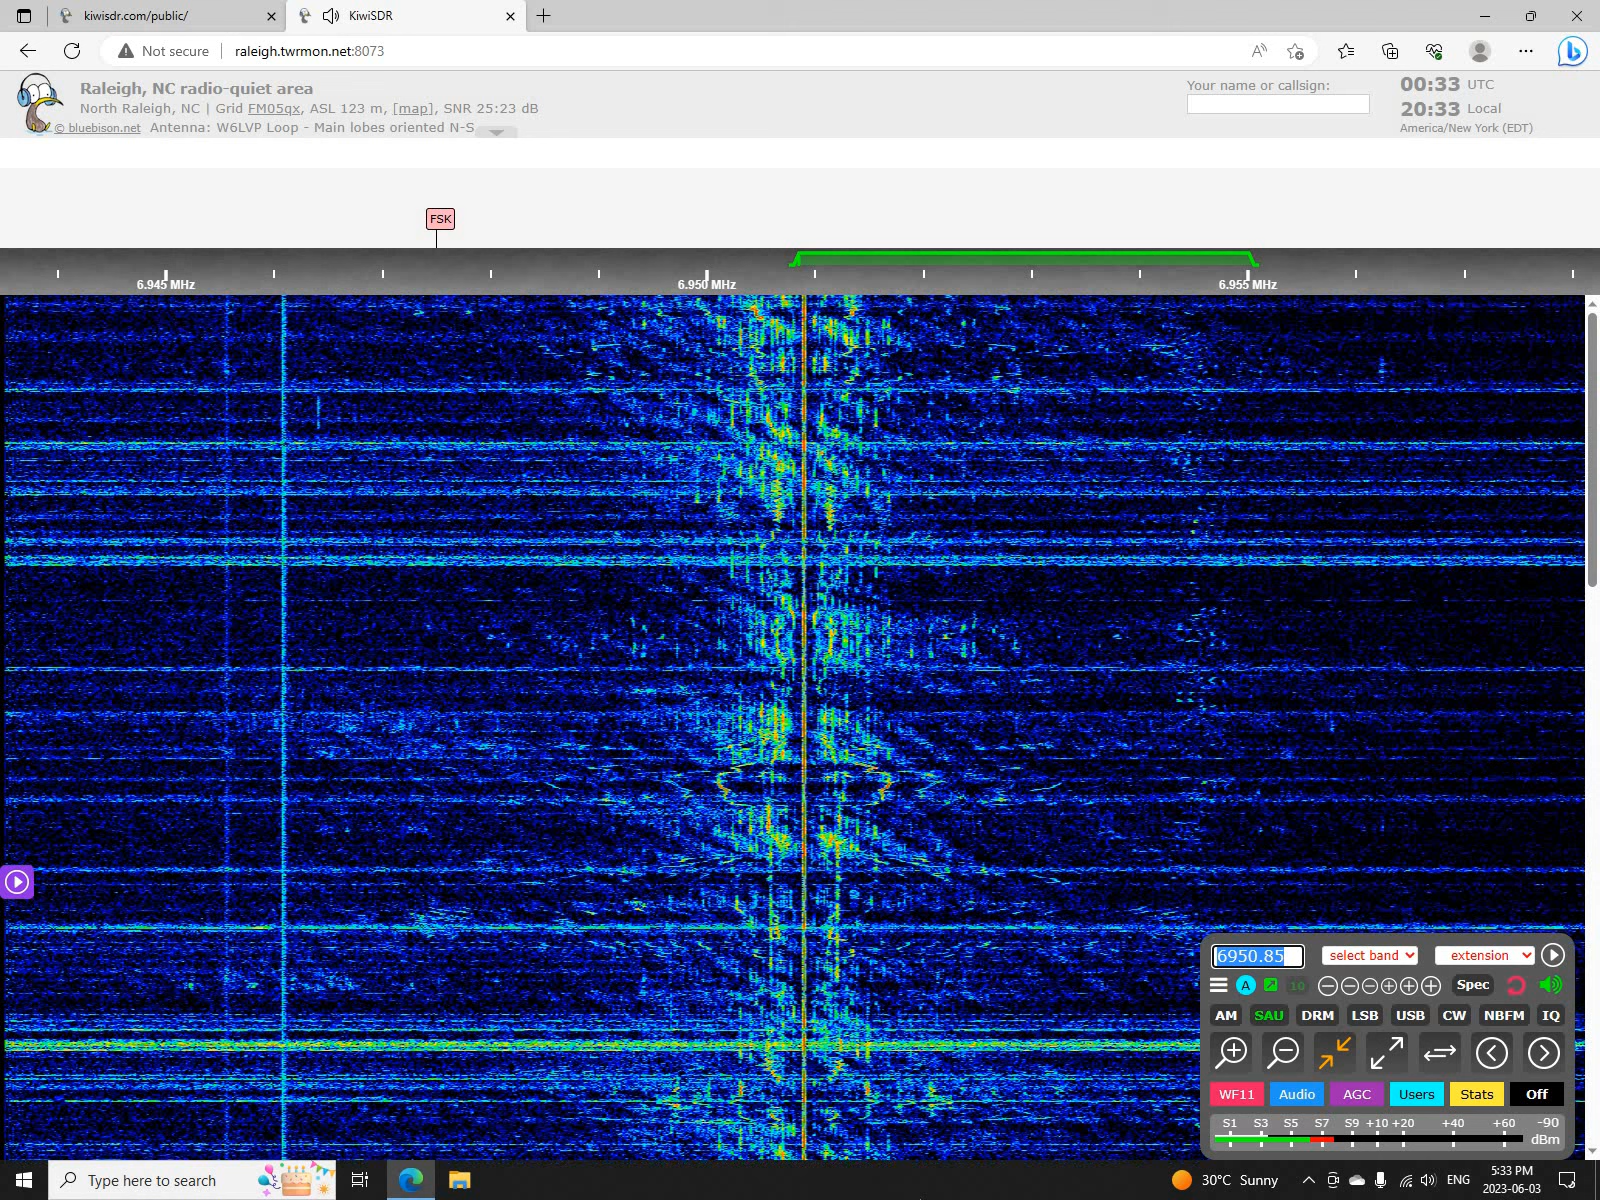 kiwisdr.com/public/
KiwiSDR
Not secure
raleigh.twrmon.net:8073
Raleigh, NC radio-quiet area
North Raleigh, NC | Grid FM05qx, ASL 123 m, [map], SNR 25:23 dB
© bluebison.net Antenna: W6LVP Loop - Main lobes oriented N-S
Your name or callsign:
00:33 UTC
20:33 Local
America/New York (EDT)
FSK
6.945 MHz 6.950 MHz 6.955 MHz
6950.85 select band extension
A 10 Spec
AM SAU DRM LSB USB CW NBFM IQ
WF11 Audio AGC Users Stats Off
S1 S3 S5 S7 S9 +10 +20 +40 +60 -90
dBm
Type here to search
30°C Sunny
ENG
5:33 PM
2023-06-03